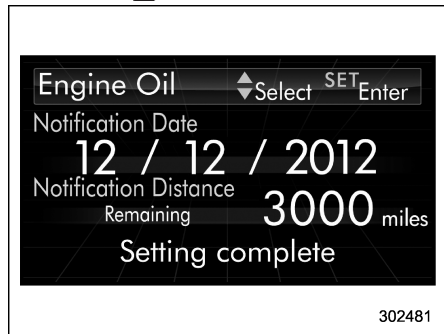 Engine Oil Select SET Enter
Notification Date
12 / 12 / 2012
Notification Distance
Remaining 3000 miles
Setting complete
302481